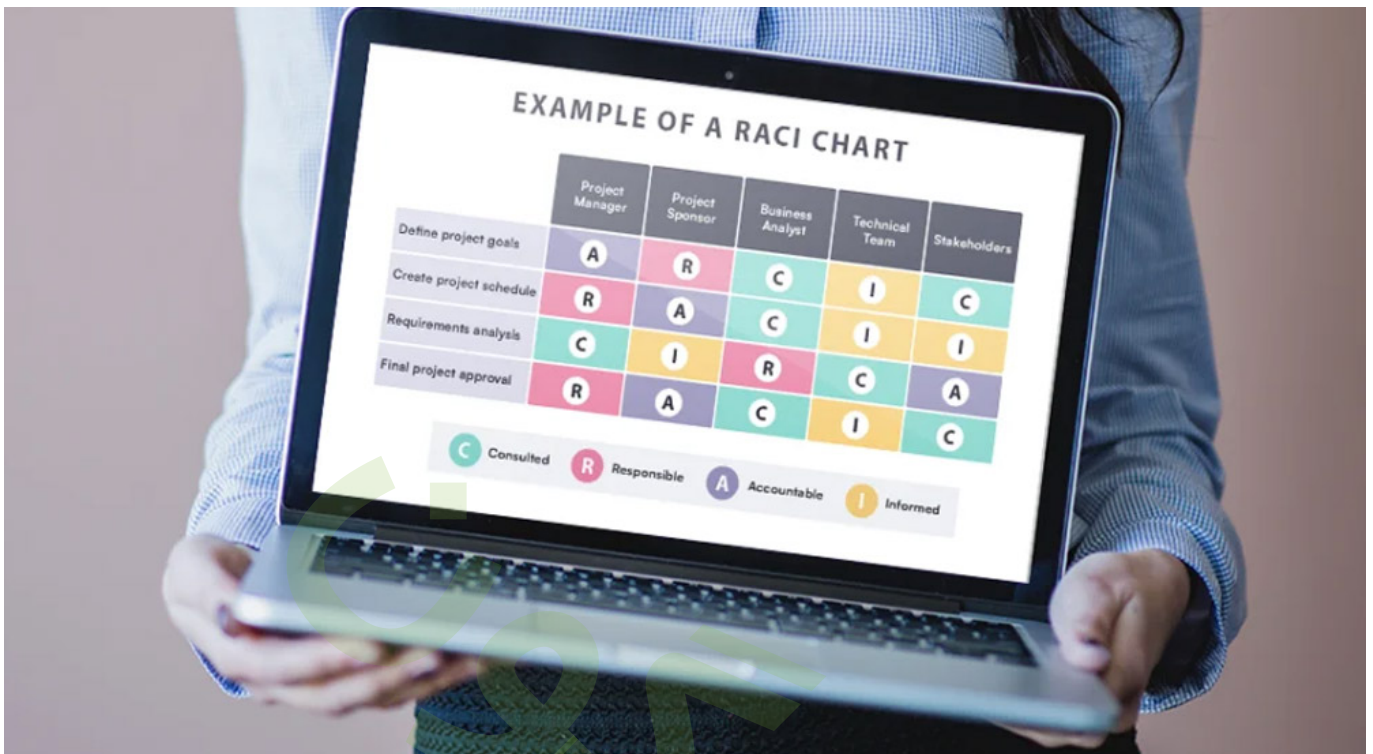 EXAMPLE OF A RACI CHART
Project Manager Project Sponsor Business Analyst Technical Team Stakeholders
Define project goals A R C I C
Create project schedule R A C I I
Requirements analysis C I R C A
Final project approval R A C I C
C Consulted R Responsible A Accountable I Informed